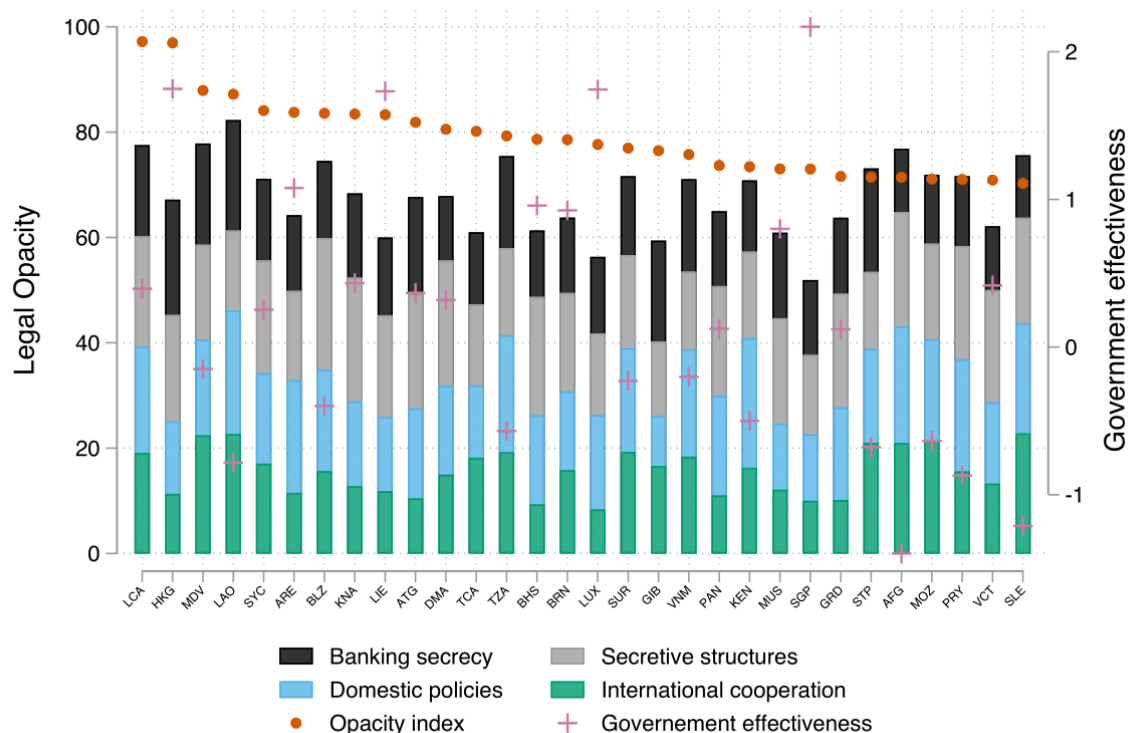 100
80
60
40
20
0
Legal Opacity
2
1
0
-1
Government effectiveness
LCA HKG MDV LAO SYC ARE BLZ KNA LIE ATG DMA TCA TZA BHS BRN LUX SUR GIB VNM PAN KEN MUS SGP GRD STP AFG MOZ PRY VCT SLE
Banking secrecy Secretive structures
Domestic policies International cooperation
Opacity index Governement effectiveness